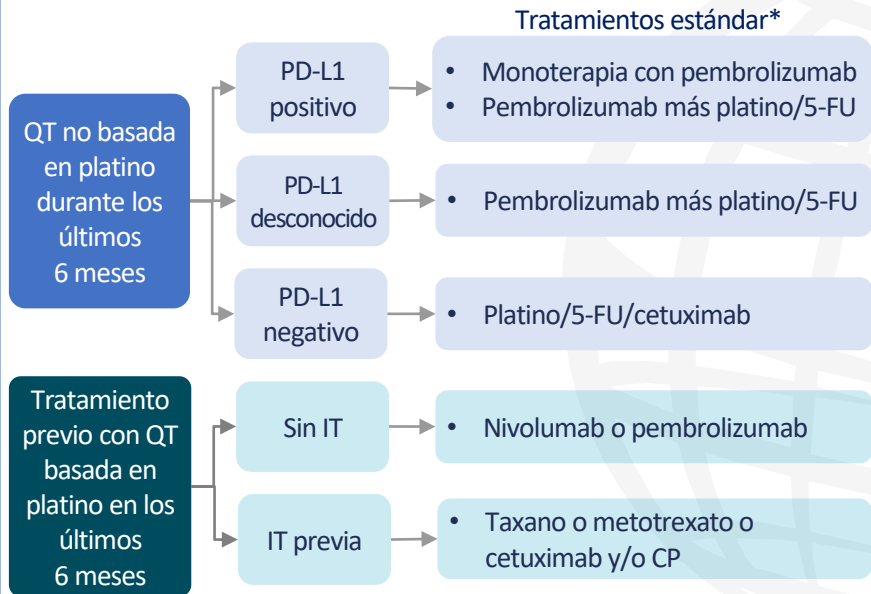 Tratamientos estándar*
QT no basada
en platino
durante los
últimos
6 meses
PD-L1
positivo
• Monoterapia con pembrolizumab
• Pembrolizumab más platino/5-FU
PD-L1
desconocido
• Pembrolizumab más platino/5-FU
PD-L1
negativo
• Platino/5-FU/cetuximab
Tratamiento
previo con QT
basada en
platino en los
últimos
6 meses
Sin IT
• Nivolumab o pembrolizumab
IT previa
• Taxano o metotrexato o
cetuximab y/o CP